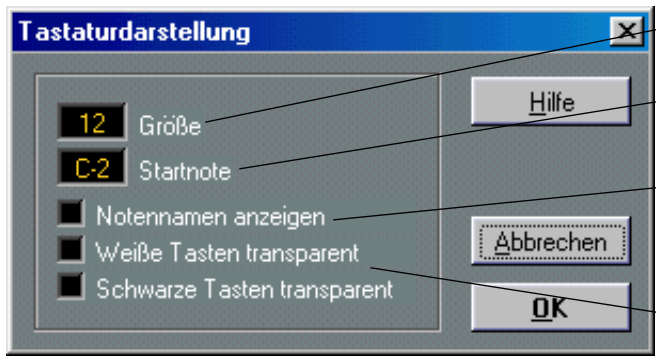 Tastaturdarstellung
12 Größe
C-2 Startnote
Notennamen anzeigen
Weiße Tasten transparent
Schwarze Tasten transparent
Hilfe
Abbrechen
OK